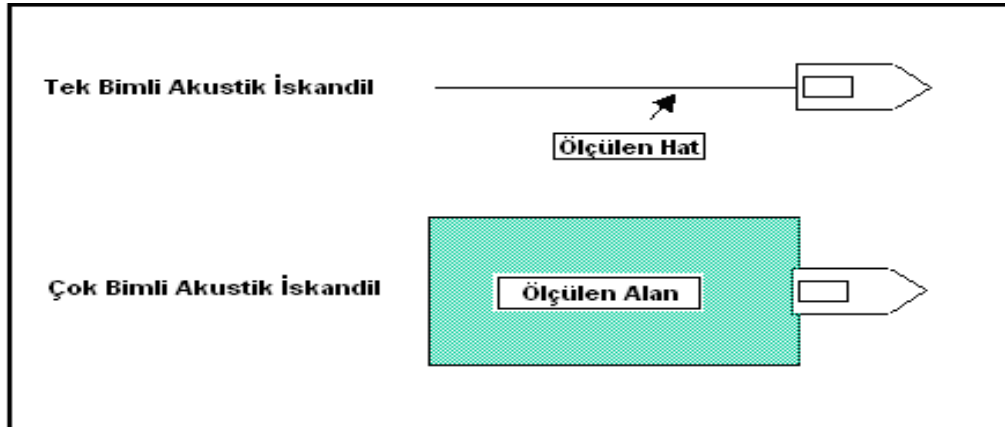 Tek Bimli Akustik İskandil
Ölçülen Hat
Çok Bimli Akustik İskandil
Ölçülen Alan